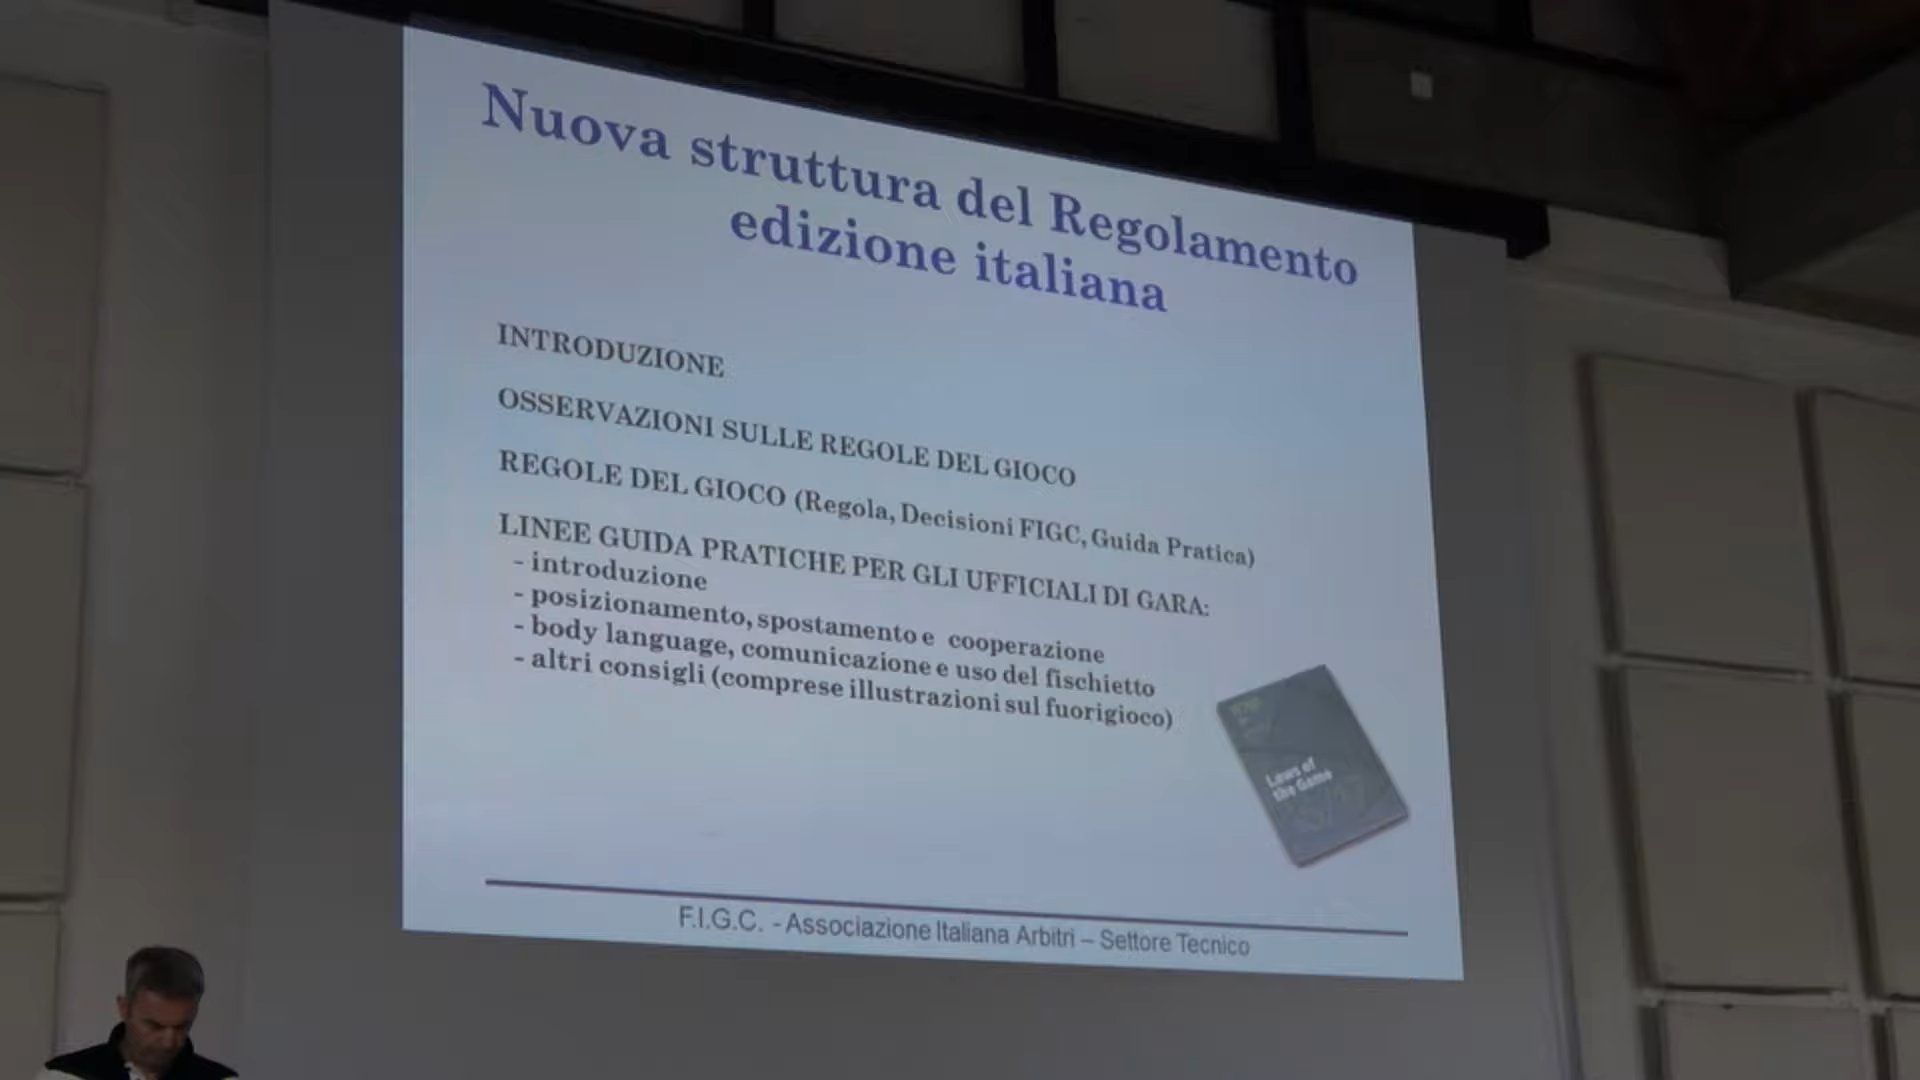 Nuova struttura del Regolamento
edizione italiana
INTRODUZIONE
OSSERVAZIONI SULLE REGOLE DEL GIOCO
REGOLE DEL GIOCO (Regola, Decisioni FIGC, Guida Pratica)
LINEE GUIDA PRATICHE PER GLI UFFICIALI DI GARA:
- introduzione
- posizionamento, spostamento e cooperazione
- body language, comunicazione e uso del fischietto
- altri consigli (comprese illustrazioni sul fuorigioco)
Laws of
the Game
F.I.G.C. - Associazione Italiana Arbitri – Settore Tecnico